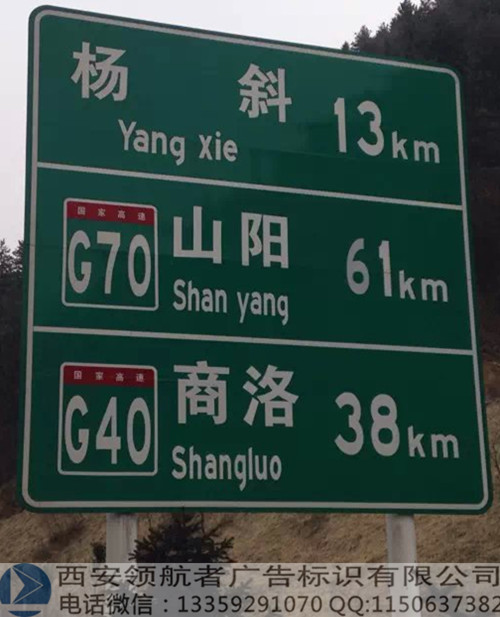 杨 斜 13km
Yang xie
国家高速
G70 山阳 61km
Shan yang
国家高速
G40 商洛 38km
Shangluo
西安领航者广告标识有限公司
电话微信：13359291070 QQ:1150637382